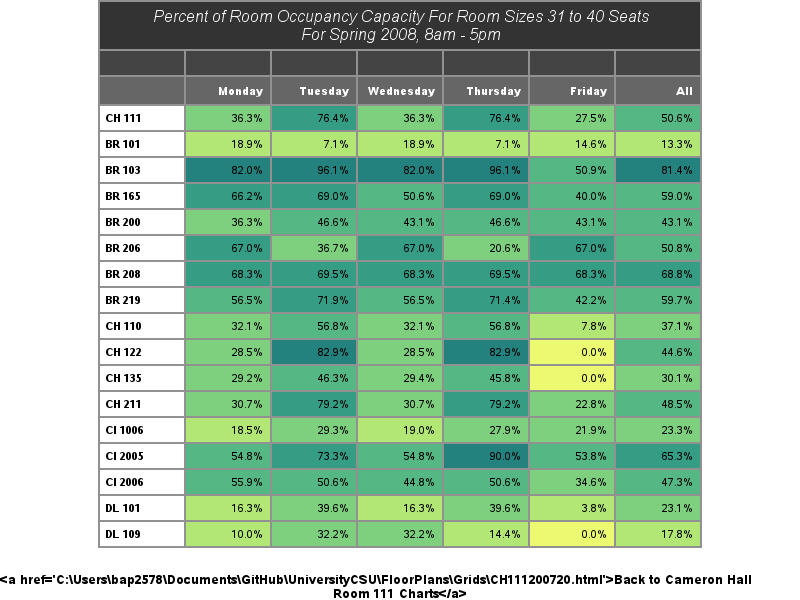 Percent of Room Occupancy Capacity For Room Sizes 31 to 40 Seats
For Spring 2008, 8am - 5pm
Monday Tuesday Wednesday Thursday Friday All
CH 111 36.3% 76.4% 36.3% 76.4% 27.5% 50.6%
BR 101 18.9% 7.1% 18.9% 7.1% 14.6% 13.3%
BR 103 82.0% 96.1% 82.0% 96.1% 50.9% 81.4%
BR 165 66.2% 69.0% 50.6% 69.0% 40.0% 59.0%
BR 200 36.3% 46.6% 43.1% 46.6% 43.1% 43.1%
BR 206 67.0% 36.7% 67.0% 20.6% 67.0% 50.8%
BR 208 68.3% 69.5% 68.3% 69.5% 68.3% 68.8%
BR 219 56.5% 71.9% 56.5% 71.4% 42.2% 59.7%
CH 110 32.1% 56.8% 32.1% 56.8% 7.8% 37.1%
CH 122 28.5% 82.9% 28.5% 82.9% 0.0% 44.6%
CH 135 29.2% 46.3% 29.4% 45.8% 0.0% 30.1%
CH 211 30.7% 79.2% 30.7% 79.2% 22.8% 48.5%
CI 1006 18.5% 29.3% 19.0% 27.9% 21.9% 23.3%
CI 2005 54.8% 73.3% 54.8% 90.0% 53.8% 65.3%
CI 2006 55.9% 50.6% 44.8% 50.6% 34.6% 47.3%
DL 101 16.3% 39.6% 16.3% 39.6% 3.8% 23.1%
DL 109 10.0% 32.2% 32.2% 14.4% 0.0% 17.8%
<a href='C:\Users\bap2578\Documents\GitHub\UniversityCSU\FloorPlans\Grids\CH111200720.html'>Back to Cameron Hall
Room 111 Charts</a>